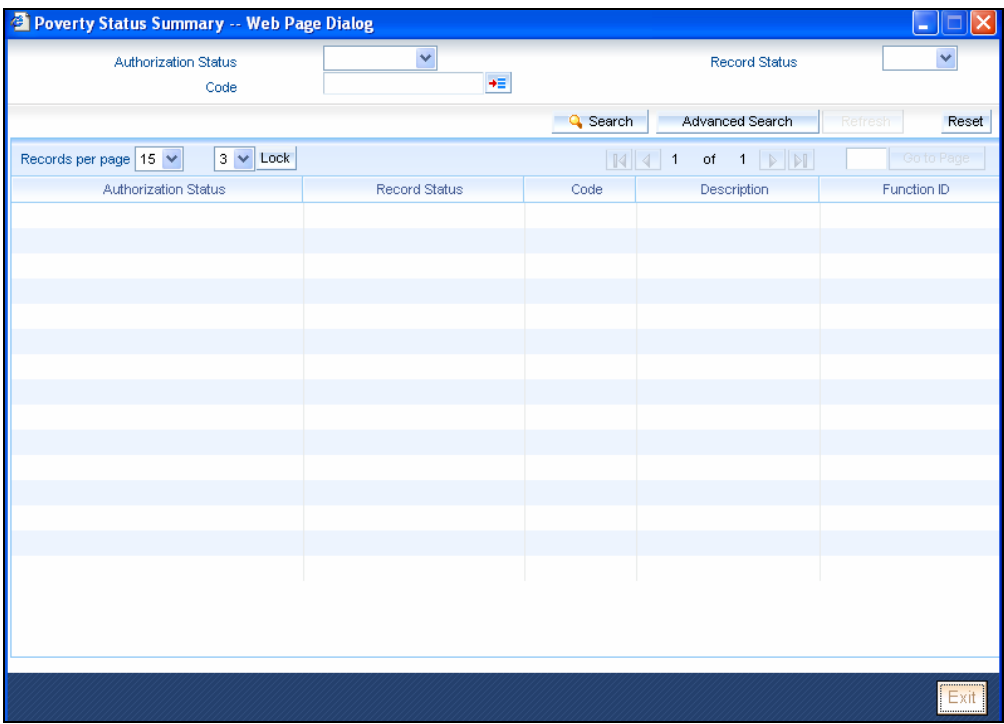 Poverty Status Summary -- Web Page Dialog
Authorization Status Record Status
Code
Search Advanced Search Refresh Reset
Records per page 15 3 Lock 1 of 1 Go to Page
Authorization Status Record Status Code Description Function ID
Exit